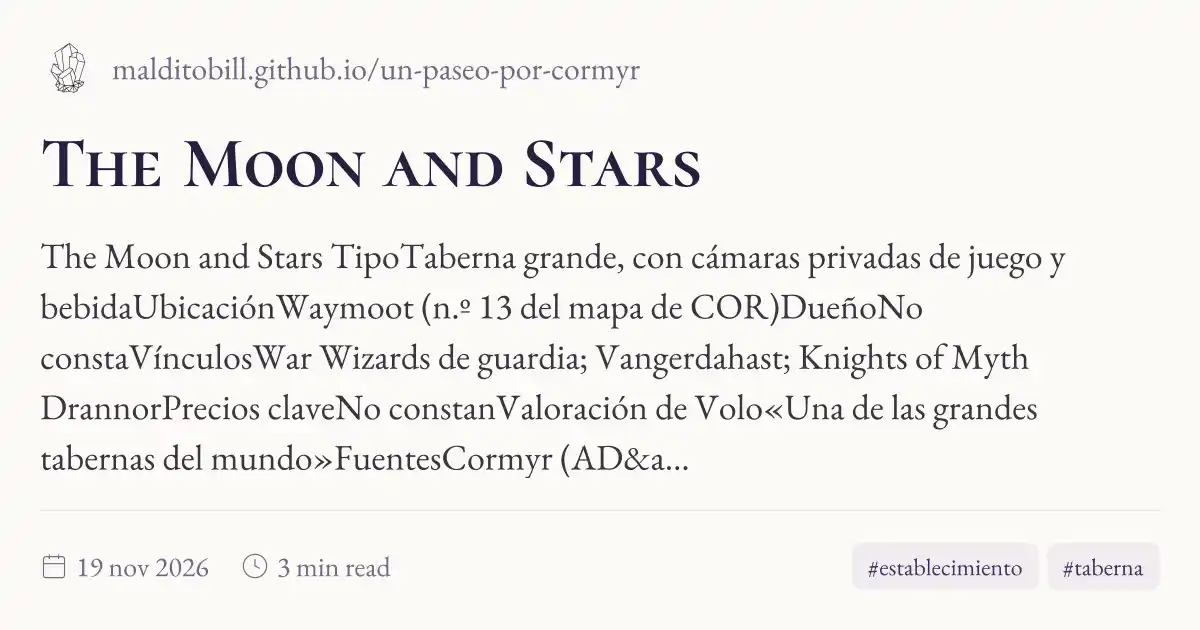 malditobill.github.io/un-paseo-por-cormyr
The Moon and Stars
The Moon and Stars TipoTaberna grande, con cámaras privadas de juego y
bebidaUbicaciónWaymoot (n.º 13 del mapa de COR)DueñoNo
constaVínculosWar Wizards de guardia; Vangerdahast; Knights of Myth
DrannorPrecios claveNo constanValoración de Volo«Una de las grandes
tabernas del mundo»FuentesCormyr (AD&a...
19 nov 2026 3 min read #establecimiento #taberna